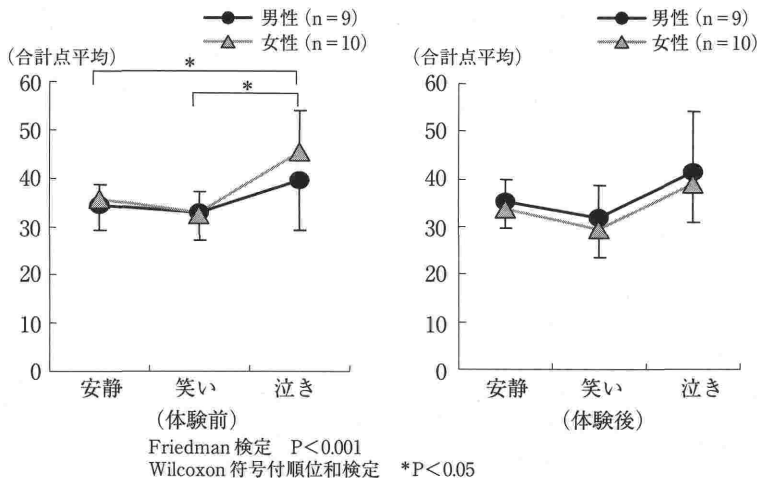 男性 (n=9)
女性 (n=10)
(合計点平均)
60
50
40
30
20
10
0
*
*
安静 笑い 泣き
(体験前)
男性 (n=9)
女性 (n=10)
(合計点平均)
60
50
40
30
20
10
0
安静 笑い 泣き
(体験後)
Friedman 検定 P<0.001
Wilcoxon 符号付順位和検定 *P<0.05